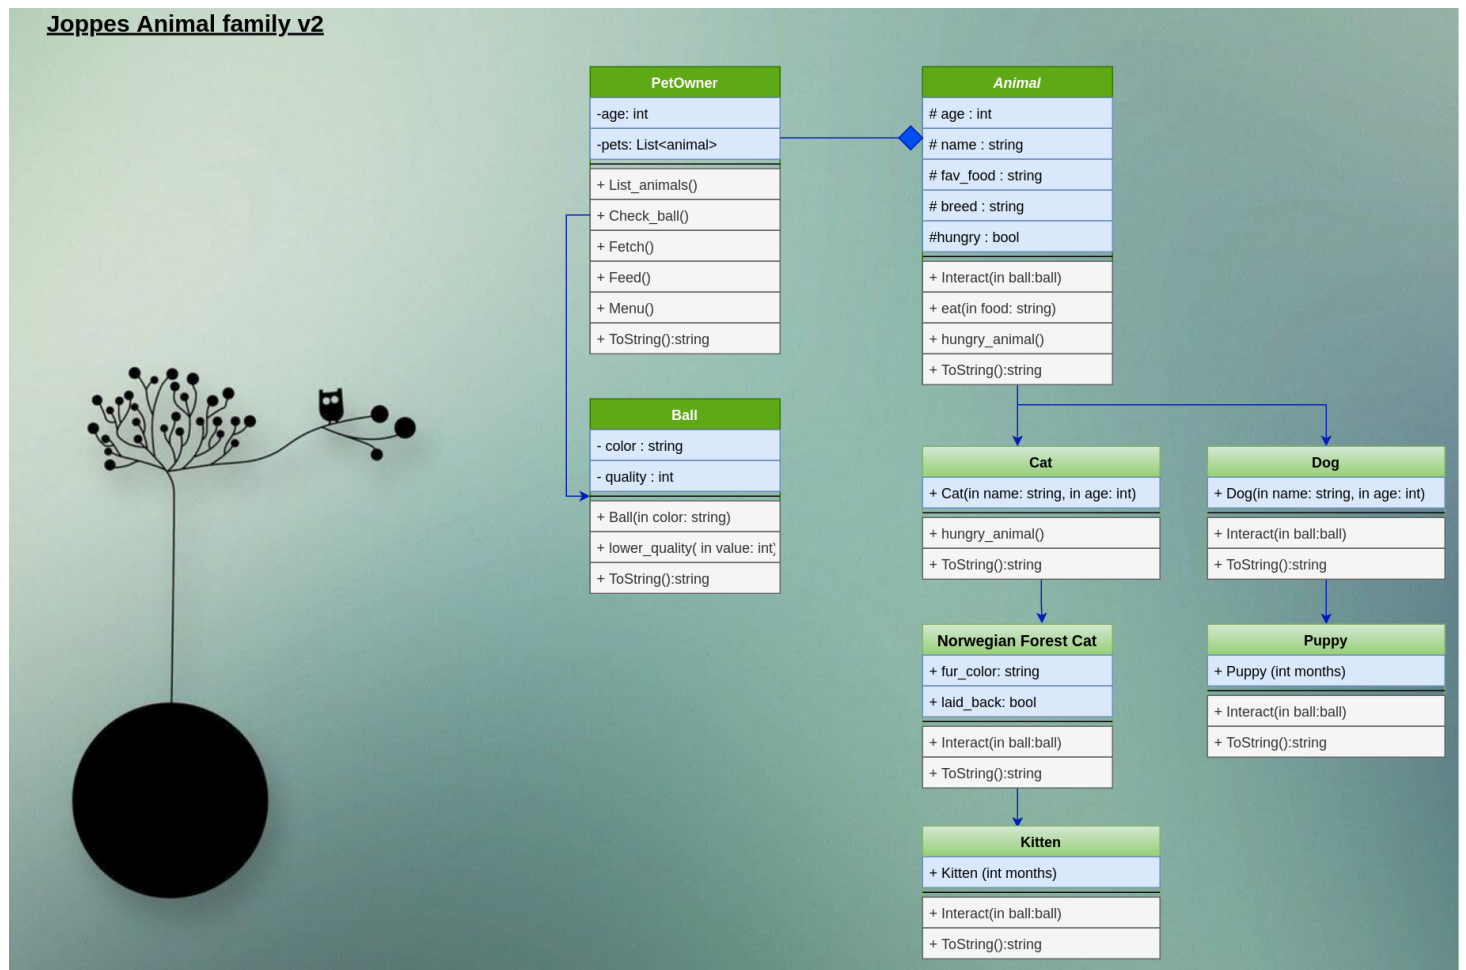 Joppes Animal family v2
PetOwner
-age: int
-pets: List<animal>
+ List_animals()
+ Check_ball()
+ Fetch()
+ Feed()
+ Menu()
+ ToString():string
Ball
- color : string
- quality : int
+ Ball(in color: string)
+ lower_quality( in value: int)
+ ToString():string
Animal
# age : int
# name : string
# fav_food : string
# breed : string
#hungry : bool
+ Interact(in ball:ball)
+ eat(in food: string)
+ hungry_animal()
+ ToString():string
Cat
+ Cat(in name: string, in age: int)
+ hungry_animal()
+ ToString():string
Norwegian Forest Cat
+ fur_color: string
+ laid_back: bool
+ Interact(in ball:ball)
+ ToString():string
Kitten
+ Kitten (int months)
+ Interact(in ball:ball)
+ ToString():string
Dog
+ Dog(in name: string, in age: int)
+ Interact(in ball:ball)
+ ToString():string
Puppy
+ Puppy (int months)
+ Interact(in ball:ball)
+ ToString():string